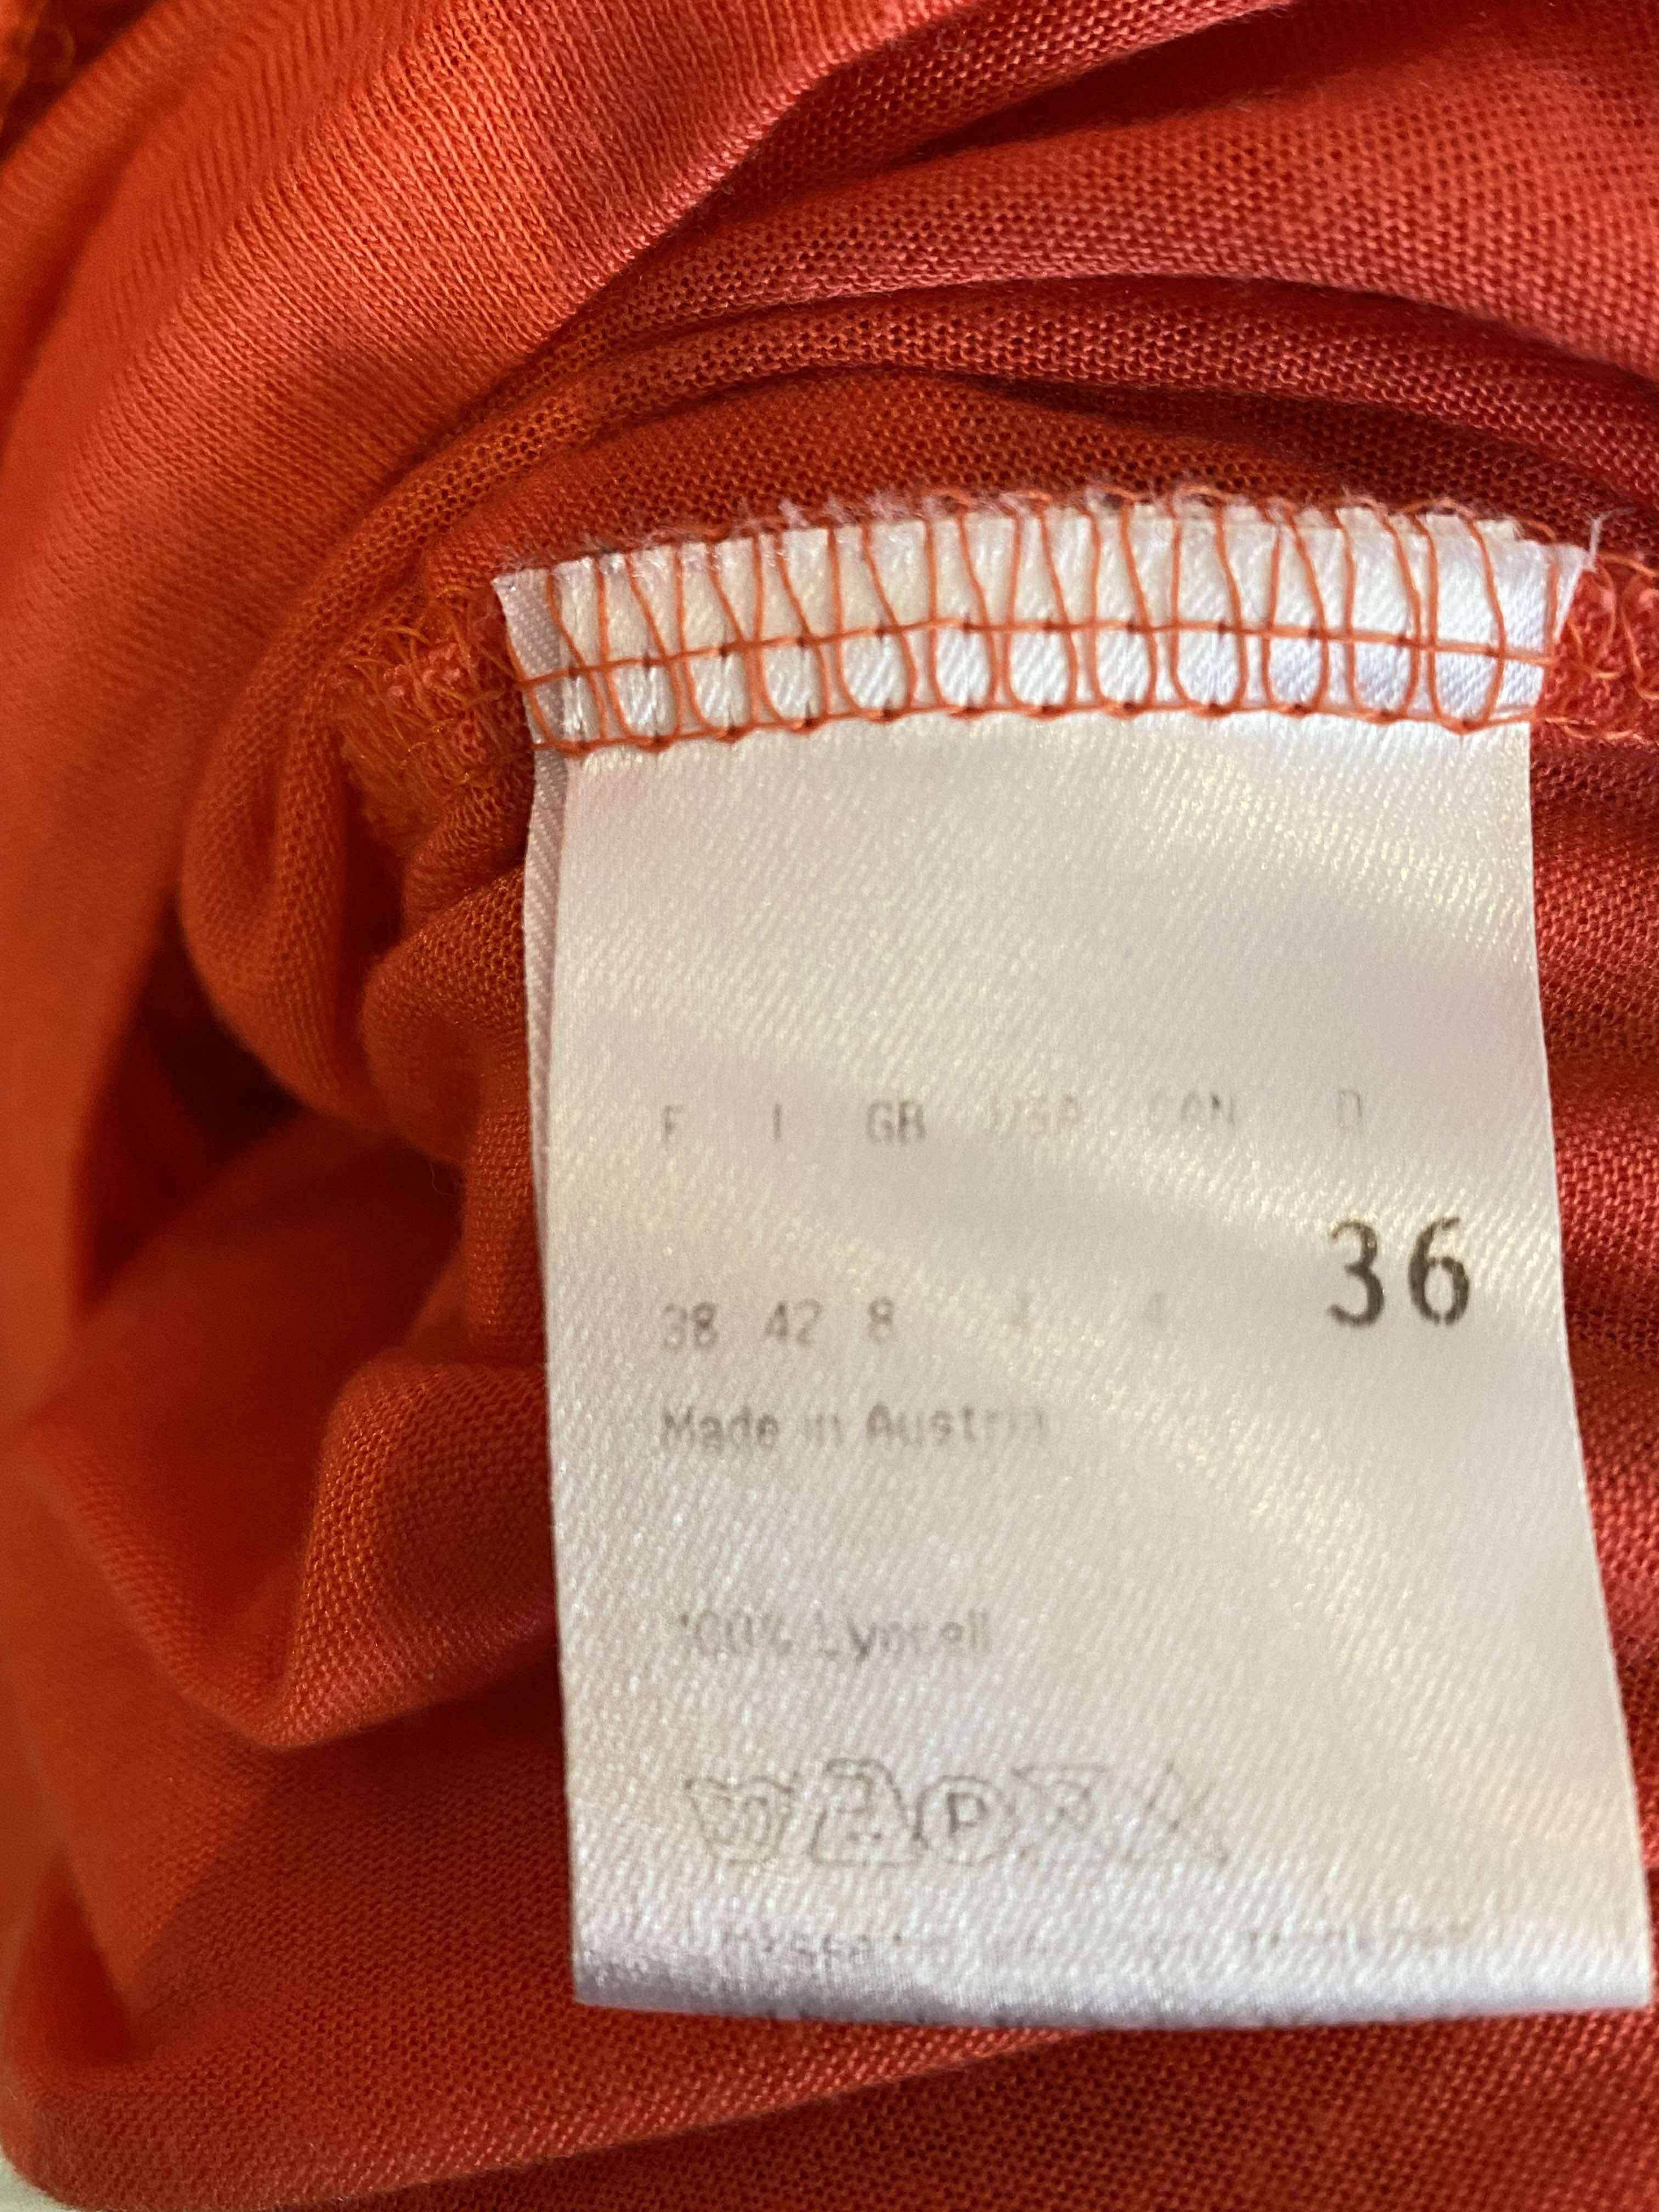 F I GB USA CAN D
36
38 42 8 4 4
Made in Austria
100% Lyocell
P